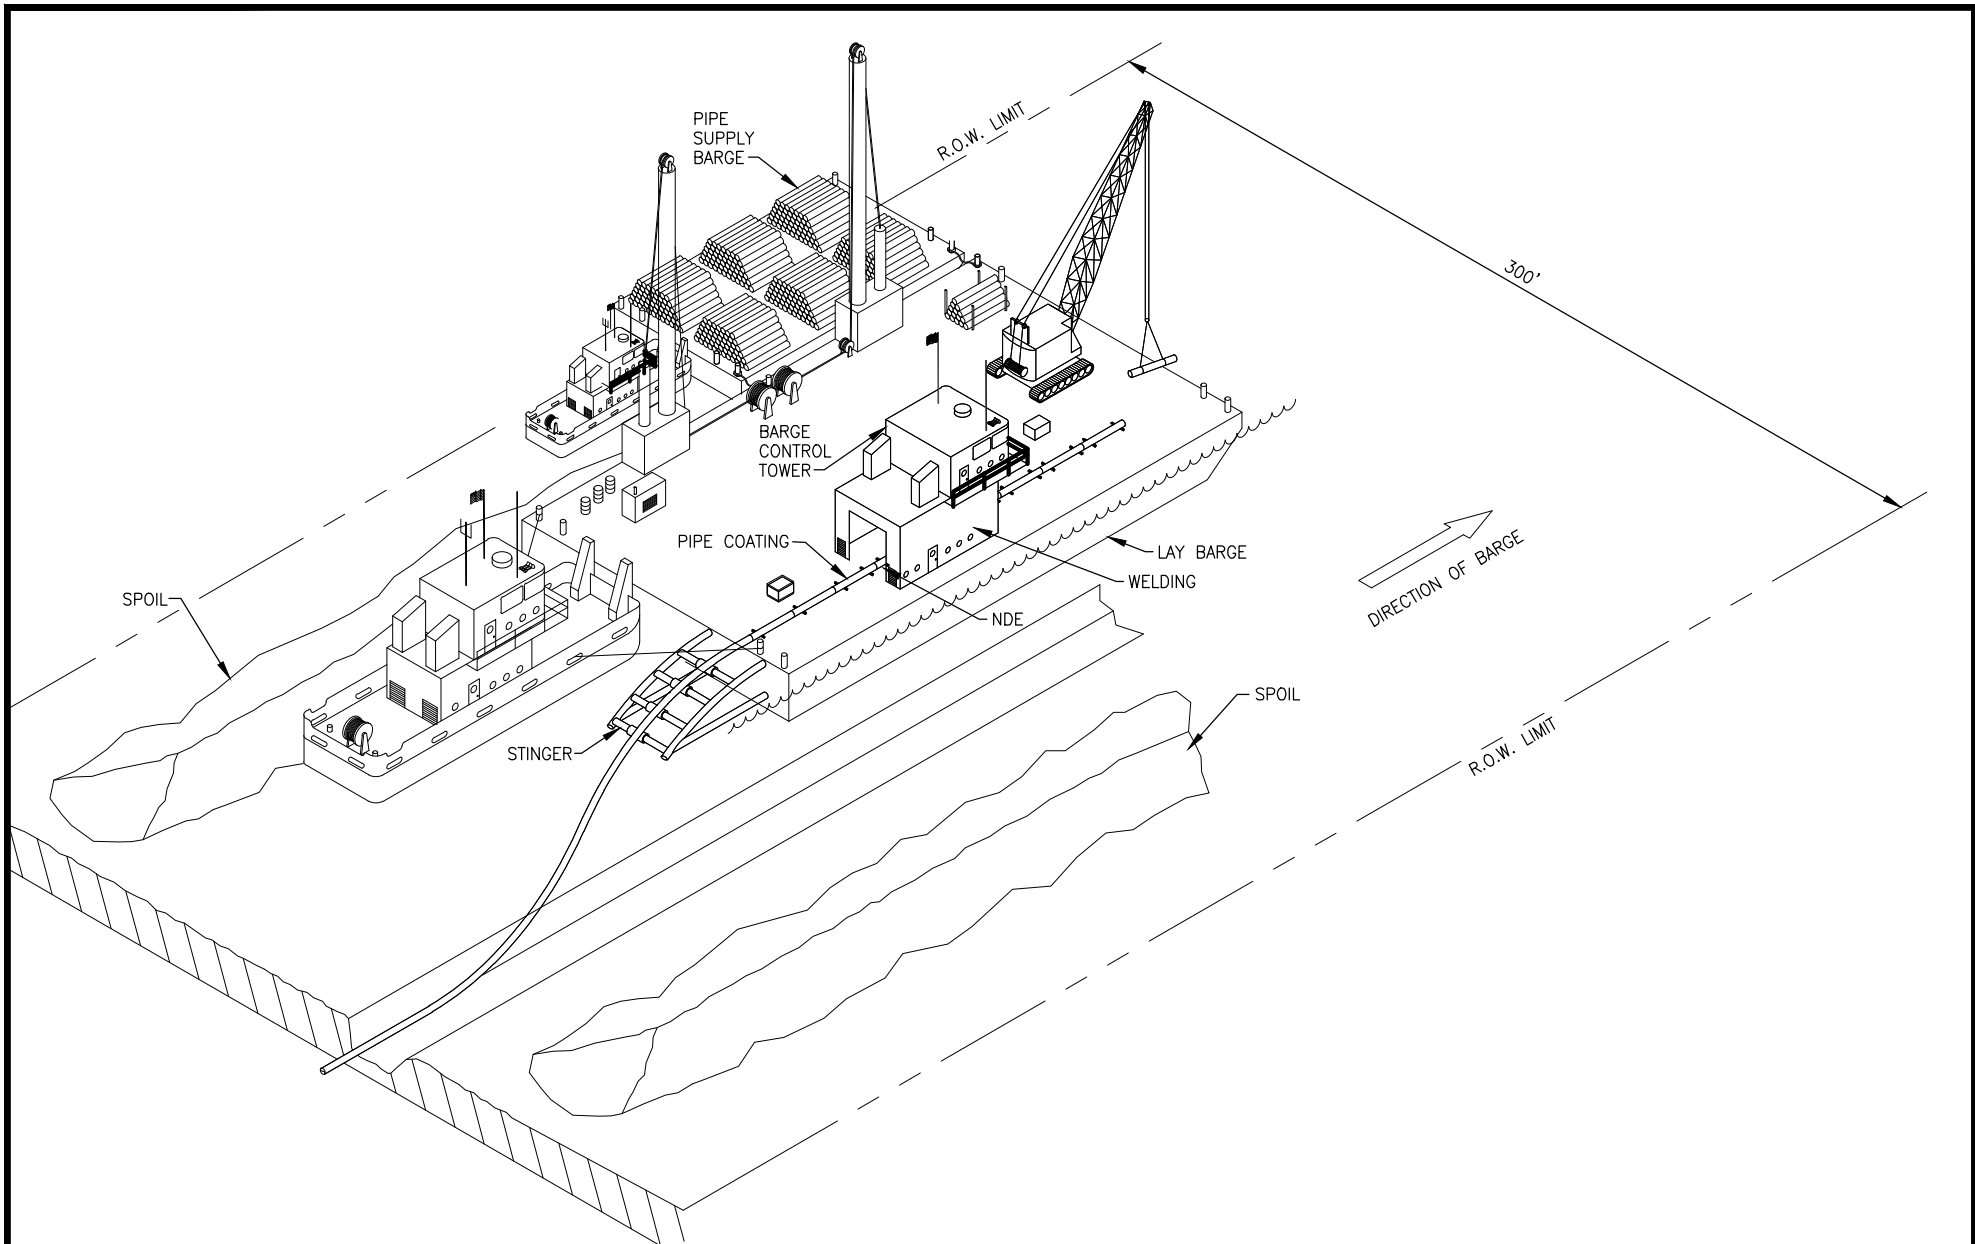 PIPE
SUPPLY
BARGE
R.O.W. LIMIT
300'
BARGE
CONTROL
TOWER
PIPE COATING
LAY BARGE
WELDING
NDE
DIRECTION OF BARGE
SPOIL
STINGER
SPOIL
R.O.W. LIMIT